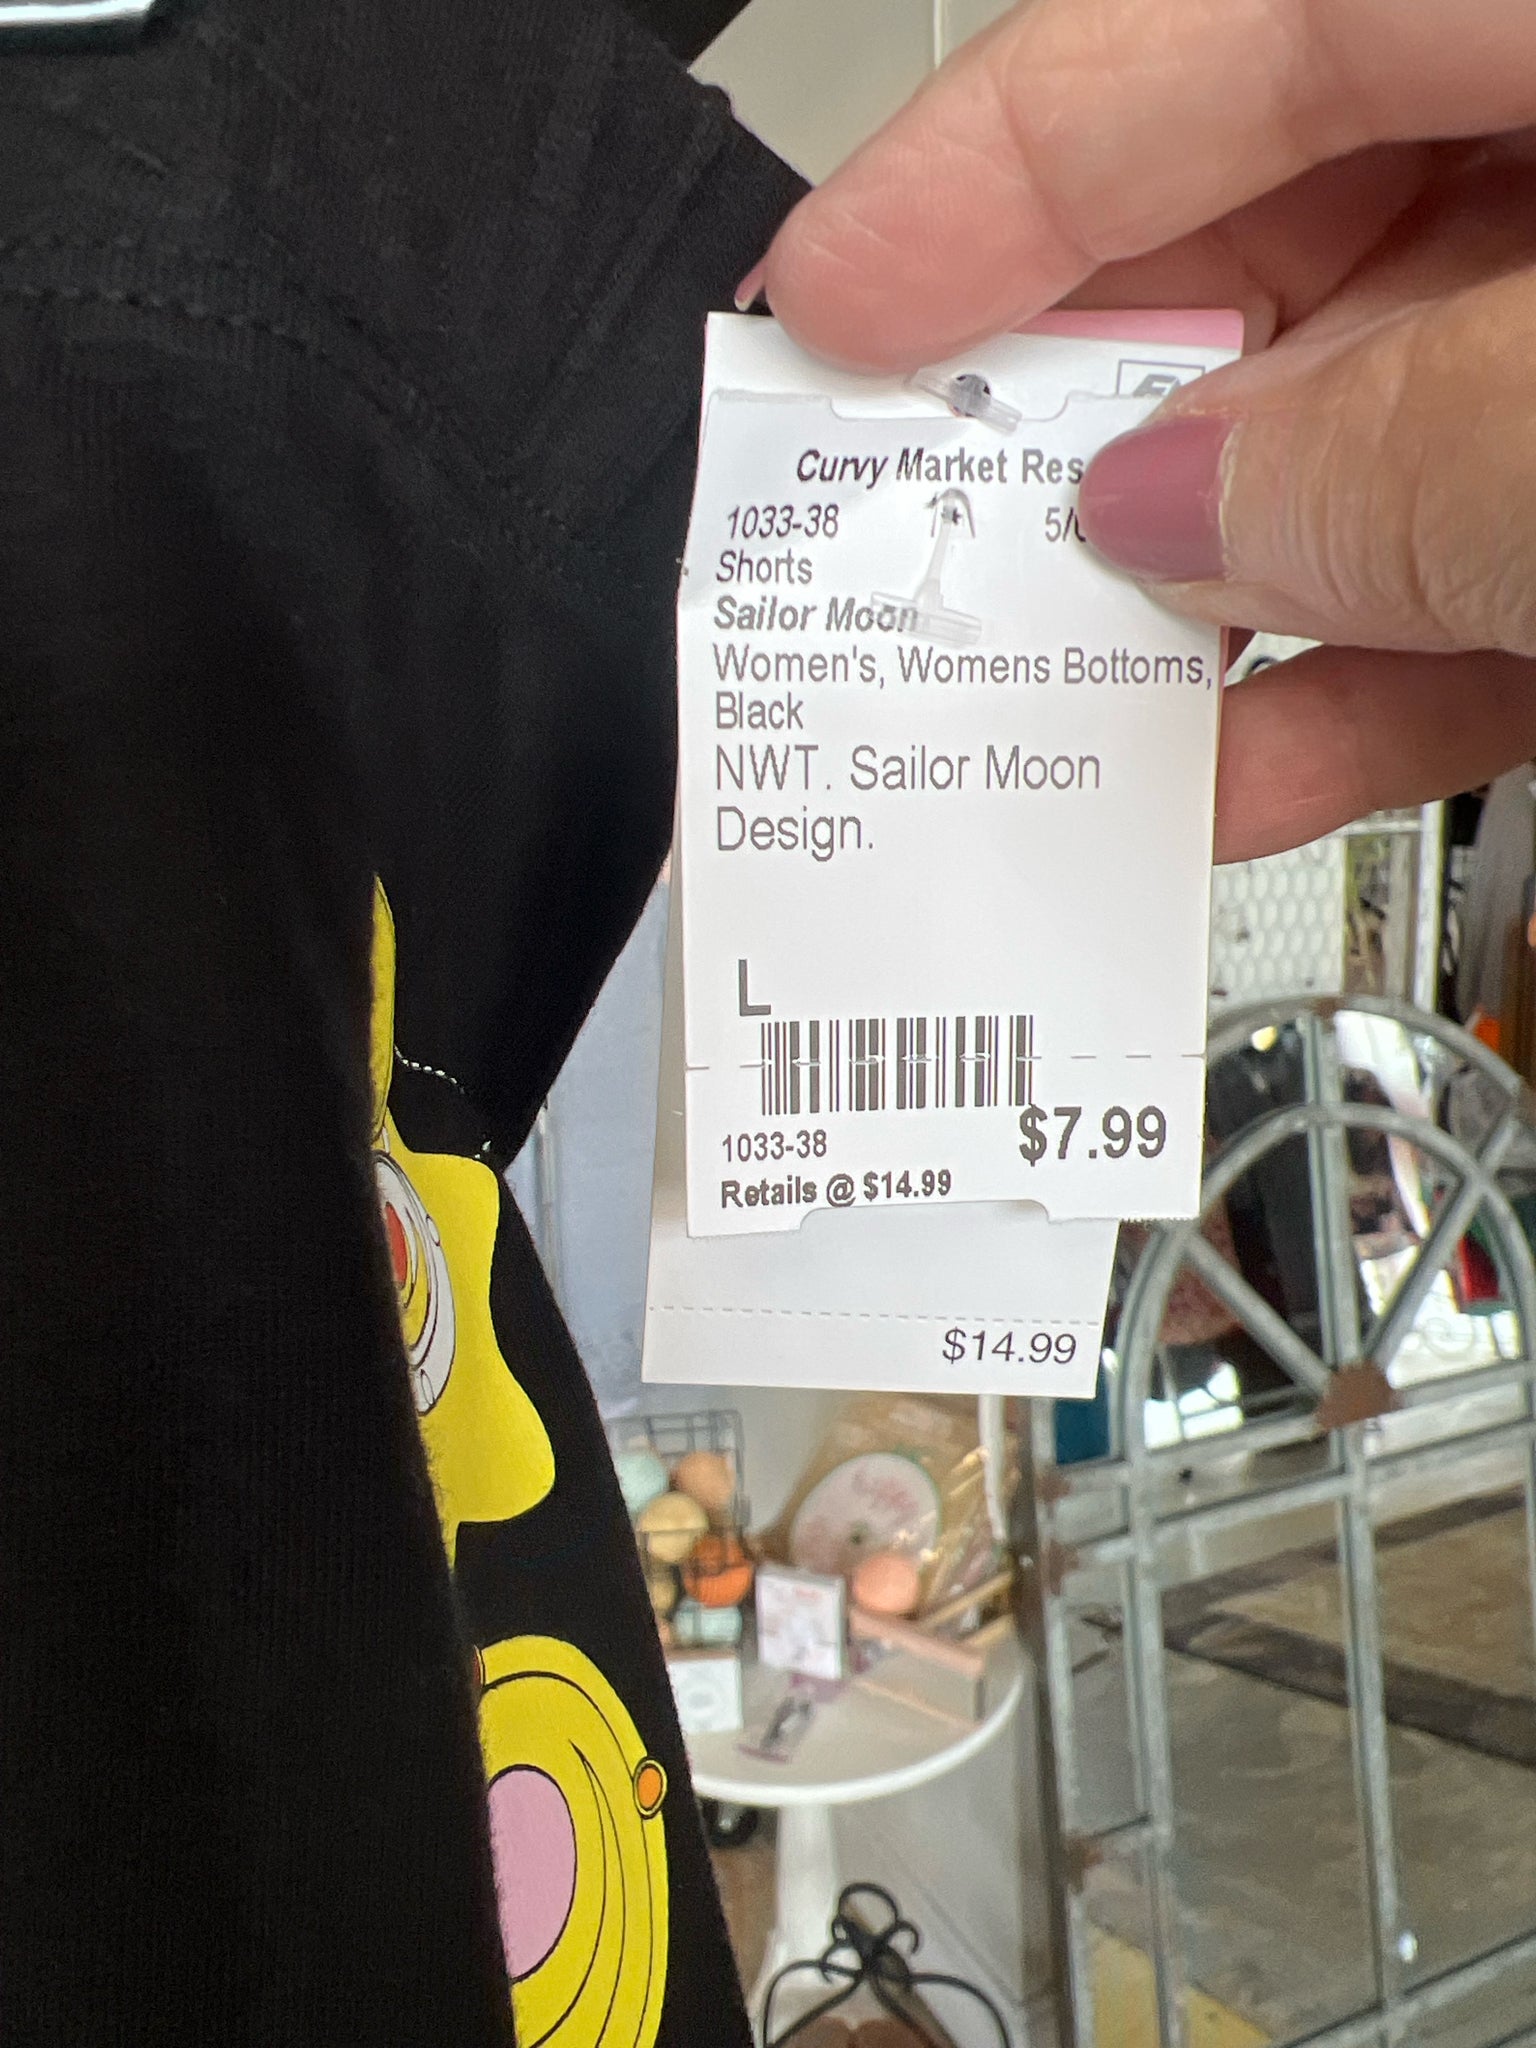 Curvy Market
1033-38
Shorts
Sailor Moon
Women's, Womens Bottoms,
Black
NWT. Sailor Moon
Design.
L
$7.99
1033-38
Retails @ $14.99
$14.99